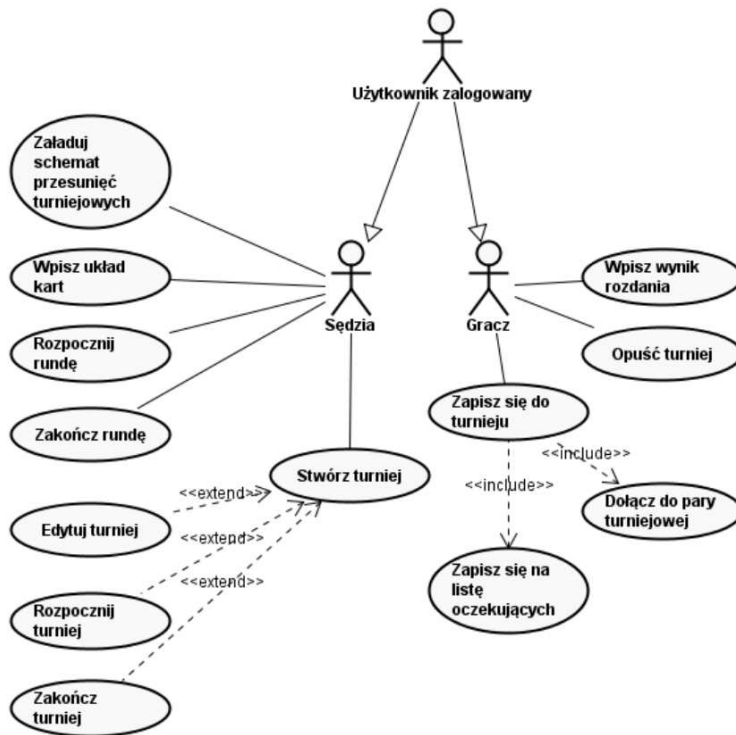 Użytkownik zalogowany
Załaduj
schemat
przesunięć
turniejowych
Wpisz układ
kart
Rozpocznij
rundę
Zakończ rundę
Sędzia
Gracz
Wpisz wynik
rozdania
Opuść turniej
Zapisz się do
turnieju
<<include>>
<<include>>
Dołącz do pary
turniejowej
Zapisz się na
listę
oczekujących
Stwórz turniej
<<extend>>
<<extend>>
<<extend>>
Edytuj turniej
Rozpocznij
turniej
Zakończ
turniej